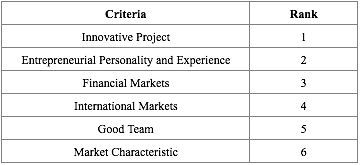 Criteria Rank
Innovative Project 1
Entrepreneurial Personality and Experience 2
Financial Markets 3
International Markets 4
Good Team 5
Market Characteristic 6